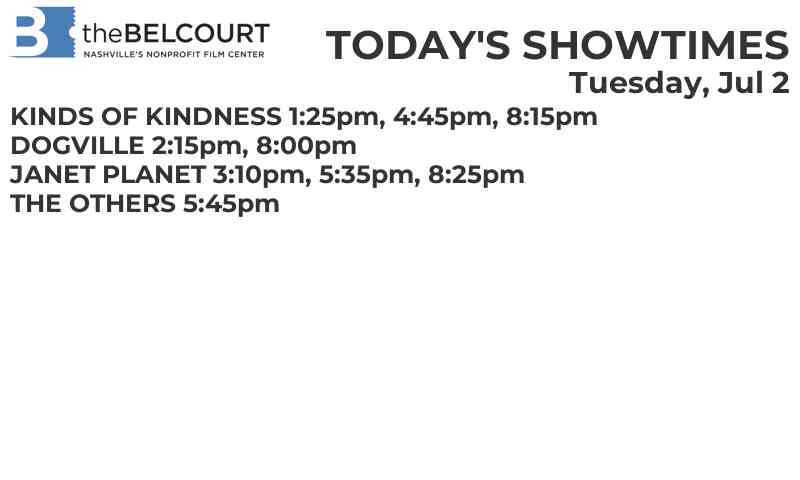 B theBELCOURT
NASHVILLE'S NONPROFIT FILM CENTER
TODAY'S SHOWTIMES
Tuesday, Jul 2
KINDS OF KINDNESS 1:25pm, 4:45pm, 8:15pm
DOGVILLE 2:15pm, 8:00pm
JANET PLANET 3:10pm, 5:35pm, 8:25pm
THE OTHERS 5:45pm